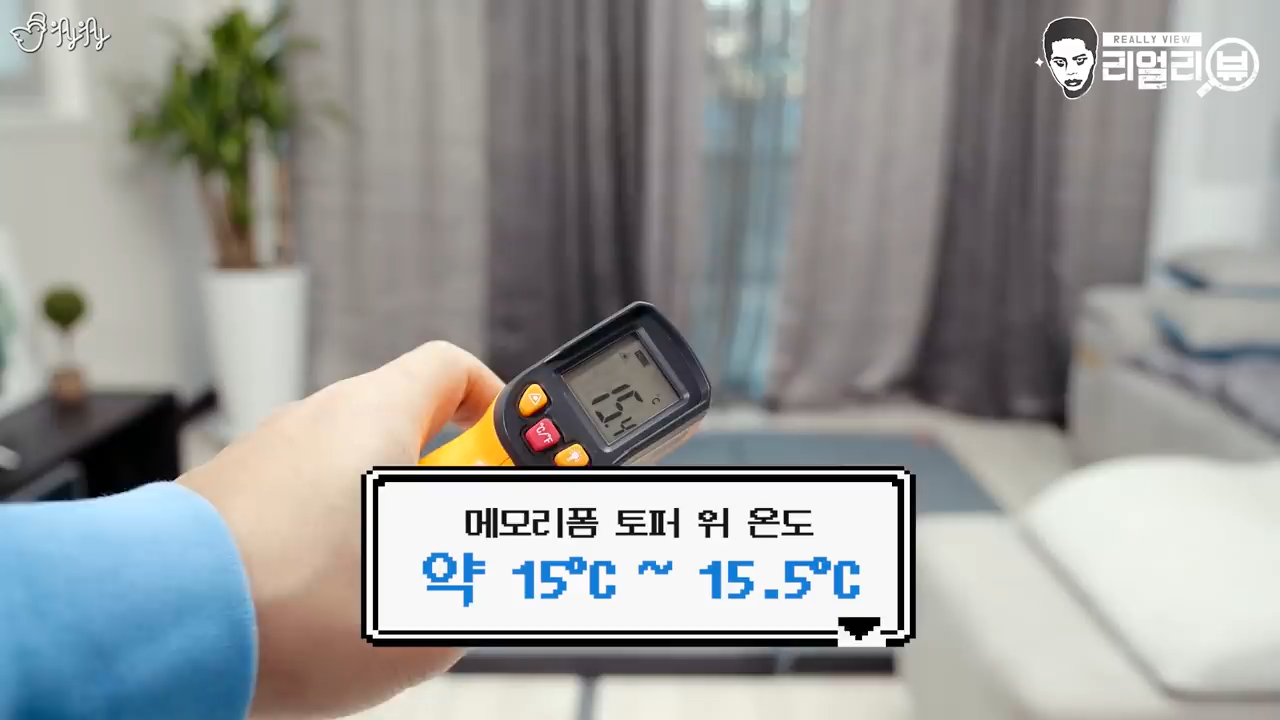 REALLY VIEW
리얼리뷰
15.4
°C
°C/°F
메모리폼 토퍼 위 온도
약 15℃ ~ 15.5℃